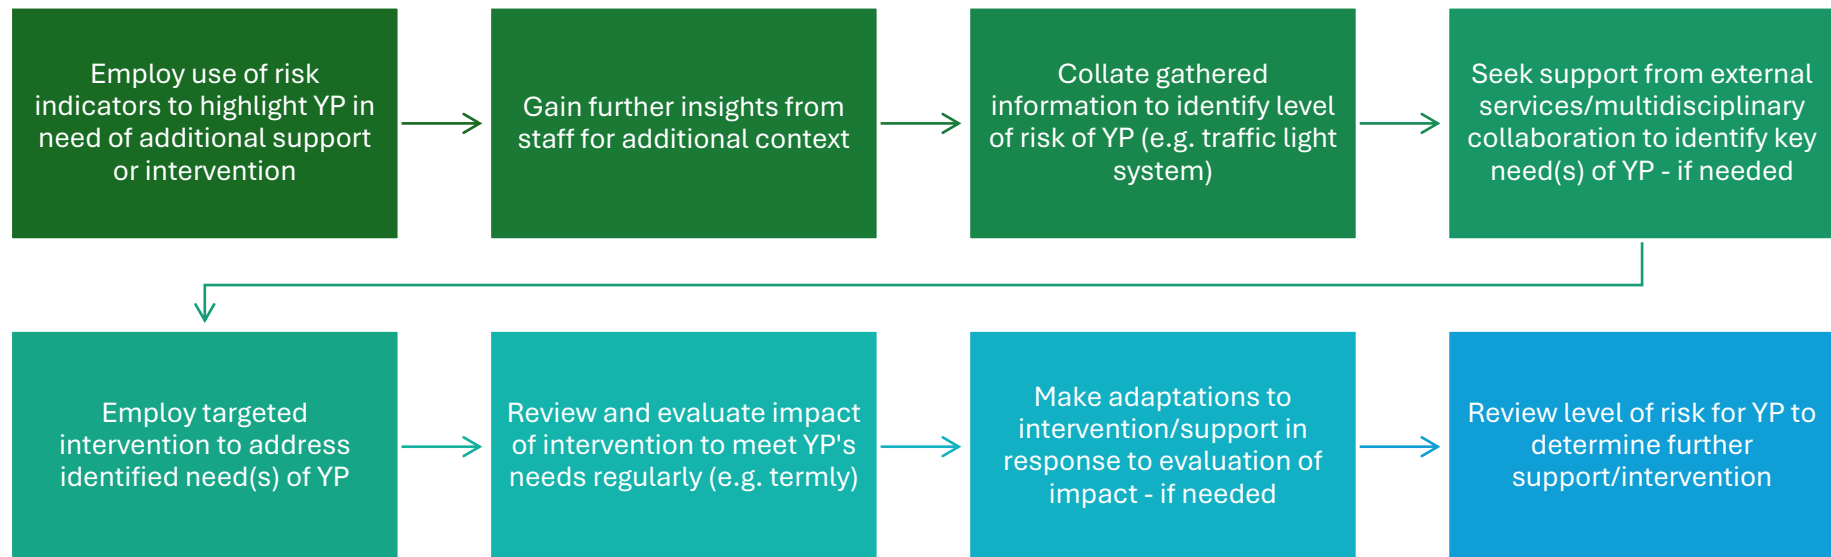 Employ use of risk
indicators to highlight YP in
need of additional support
or intervention
Gain further insights from
staff for additional context
Collate gathered
information to identify level
of risk of YP (e.g. traffic light
system)
Seek support from external
services/multidisciplinary
collaboration to identify key
need(s) of YP - if needed
Employ targeted
intervention to address
identified need(s) of YP
Review and evaluate impact
of intervention to meet YP's
needs regularly (e.g. termly)
Make adaptations to
intervention/support in
response to evaluation of
impact - if needed
Review level of risk for YP to
determine further
support/intervention